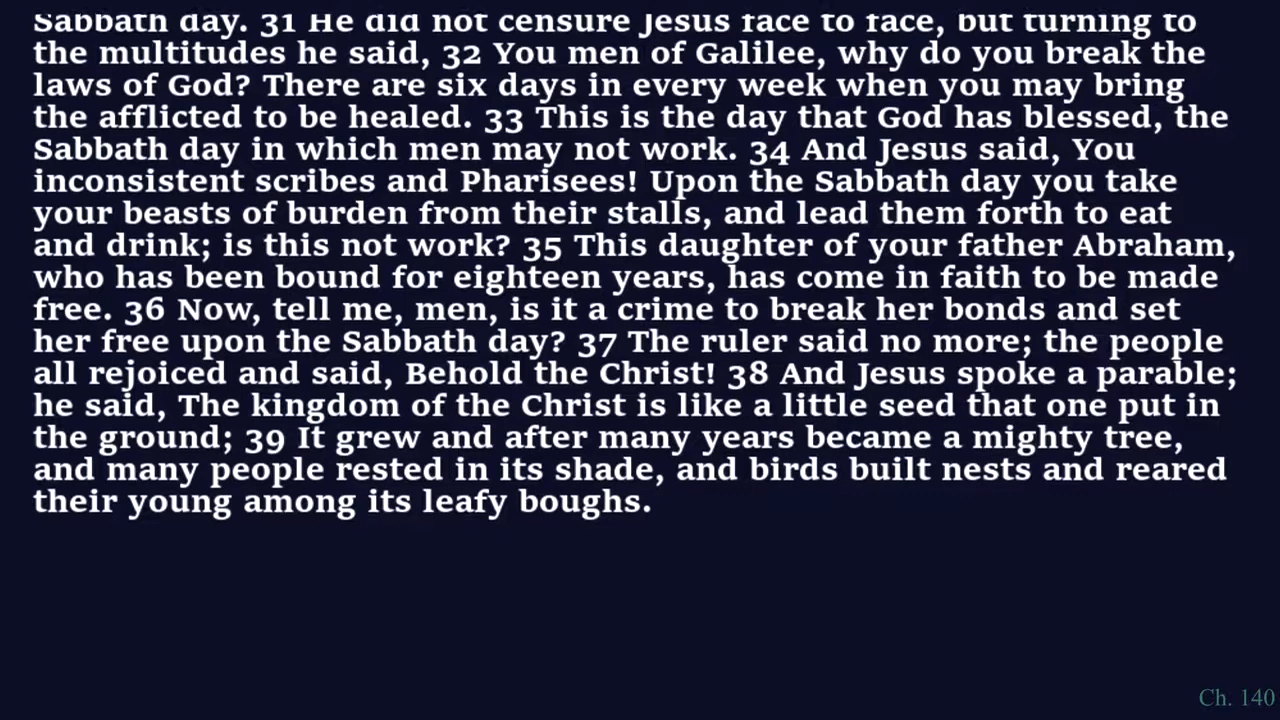 Sabbath day. 31 He did not censure Jesus face to face, but turning to
the multitudes he said, 32 You men of Galilee, why do you break the
laws of God? There are six days in every week when you may bring
the afflicted to be healed. 33 This is the day that God has blessed, the
Sabbath day in which men may not work. 34 And Jesus said, You
inconsistent scribes and Pharisees! Upon the Sabbath day you take
your beasts of burden from their stalls, and lead them forth to eat
and drink; is this not work? 35 This daughter of your father Abraham,
who has been bound for eighteen years, has come in faith to be made
free. 36 Now, tell me, men, is it a crime to break her bonds and set
her free upon the Sabbath day? 37 The ruler said no more; the people
all rejoiced and said, Behold the Christ! 38 And Jesus spoke a parable;
he said, The kingdom of the Christ is like a little seed that one put in
the ground; 39 It grew and after many years became a mighty tree,
and many people rested in its shade, and birds built nests and reared
their young among its leafy boughs.
Ch. 140